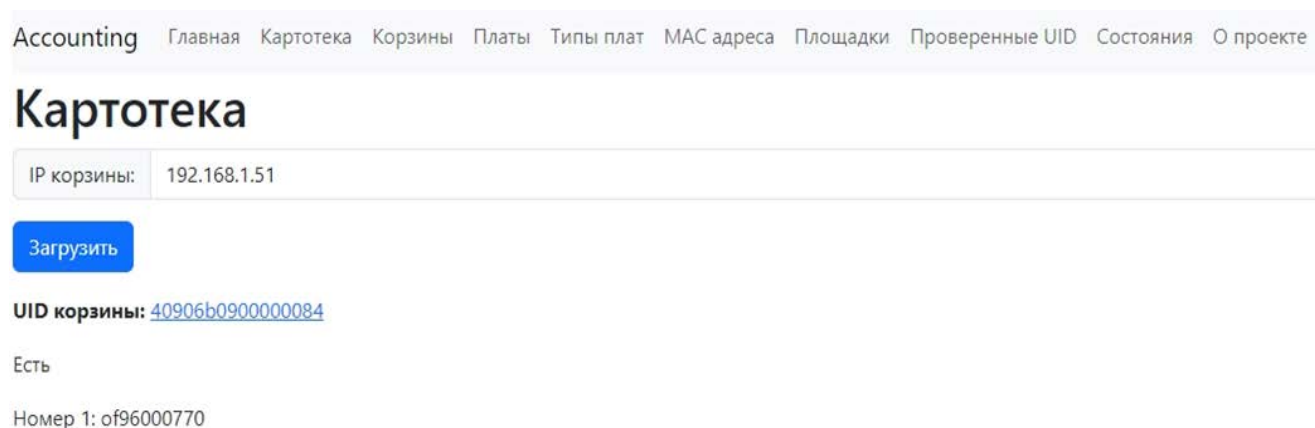 Accounting Главная Картотека Корзины Платы Типы плат MAC адреса Площадки Проверенные UID Состояния О проекте
Картотека
IP корзины: 192.168.1.51
Загрузить
UID корзины: 40906b0900000084
Есть
Номер 1: of96000770